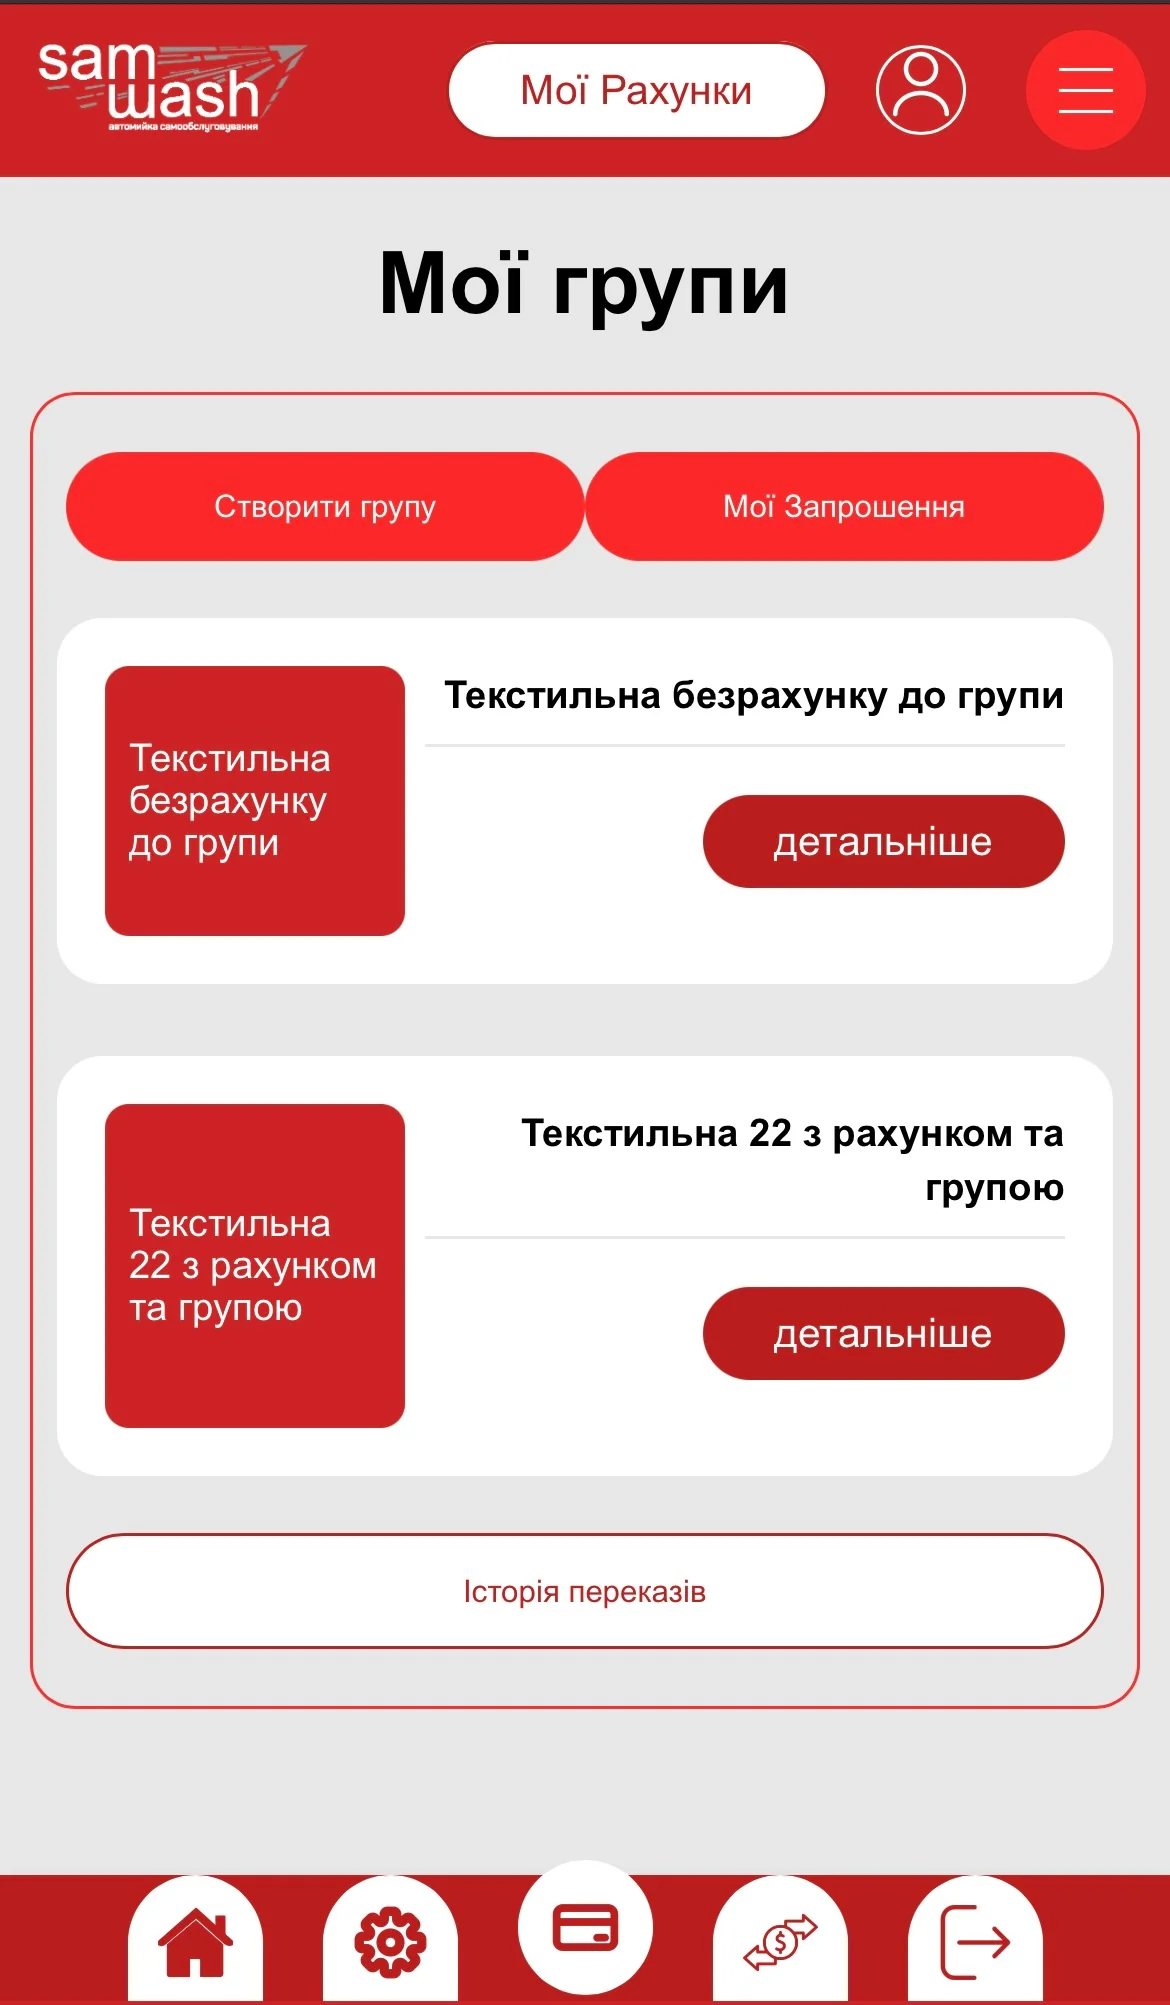 sam
wash
автомийка самообслуговування
Мої Рахунки
Мої групи
Створити групу
Мої Запрошення
Текстильна
безрахунку
до групи
Текстильна безрахунку до групи
детальніше
Текстильна
22 з рахунком
та групою
Текстильна 22 з рахунком та
групою
детальніше
Історія переказів
$